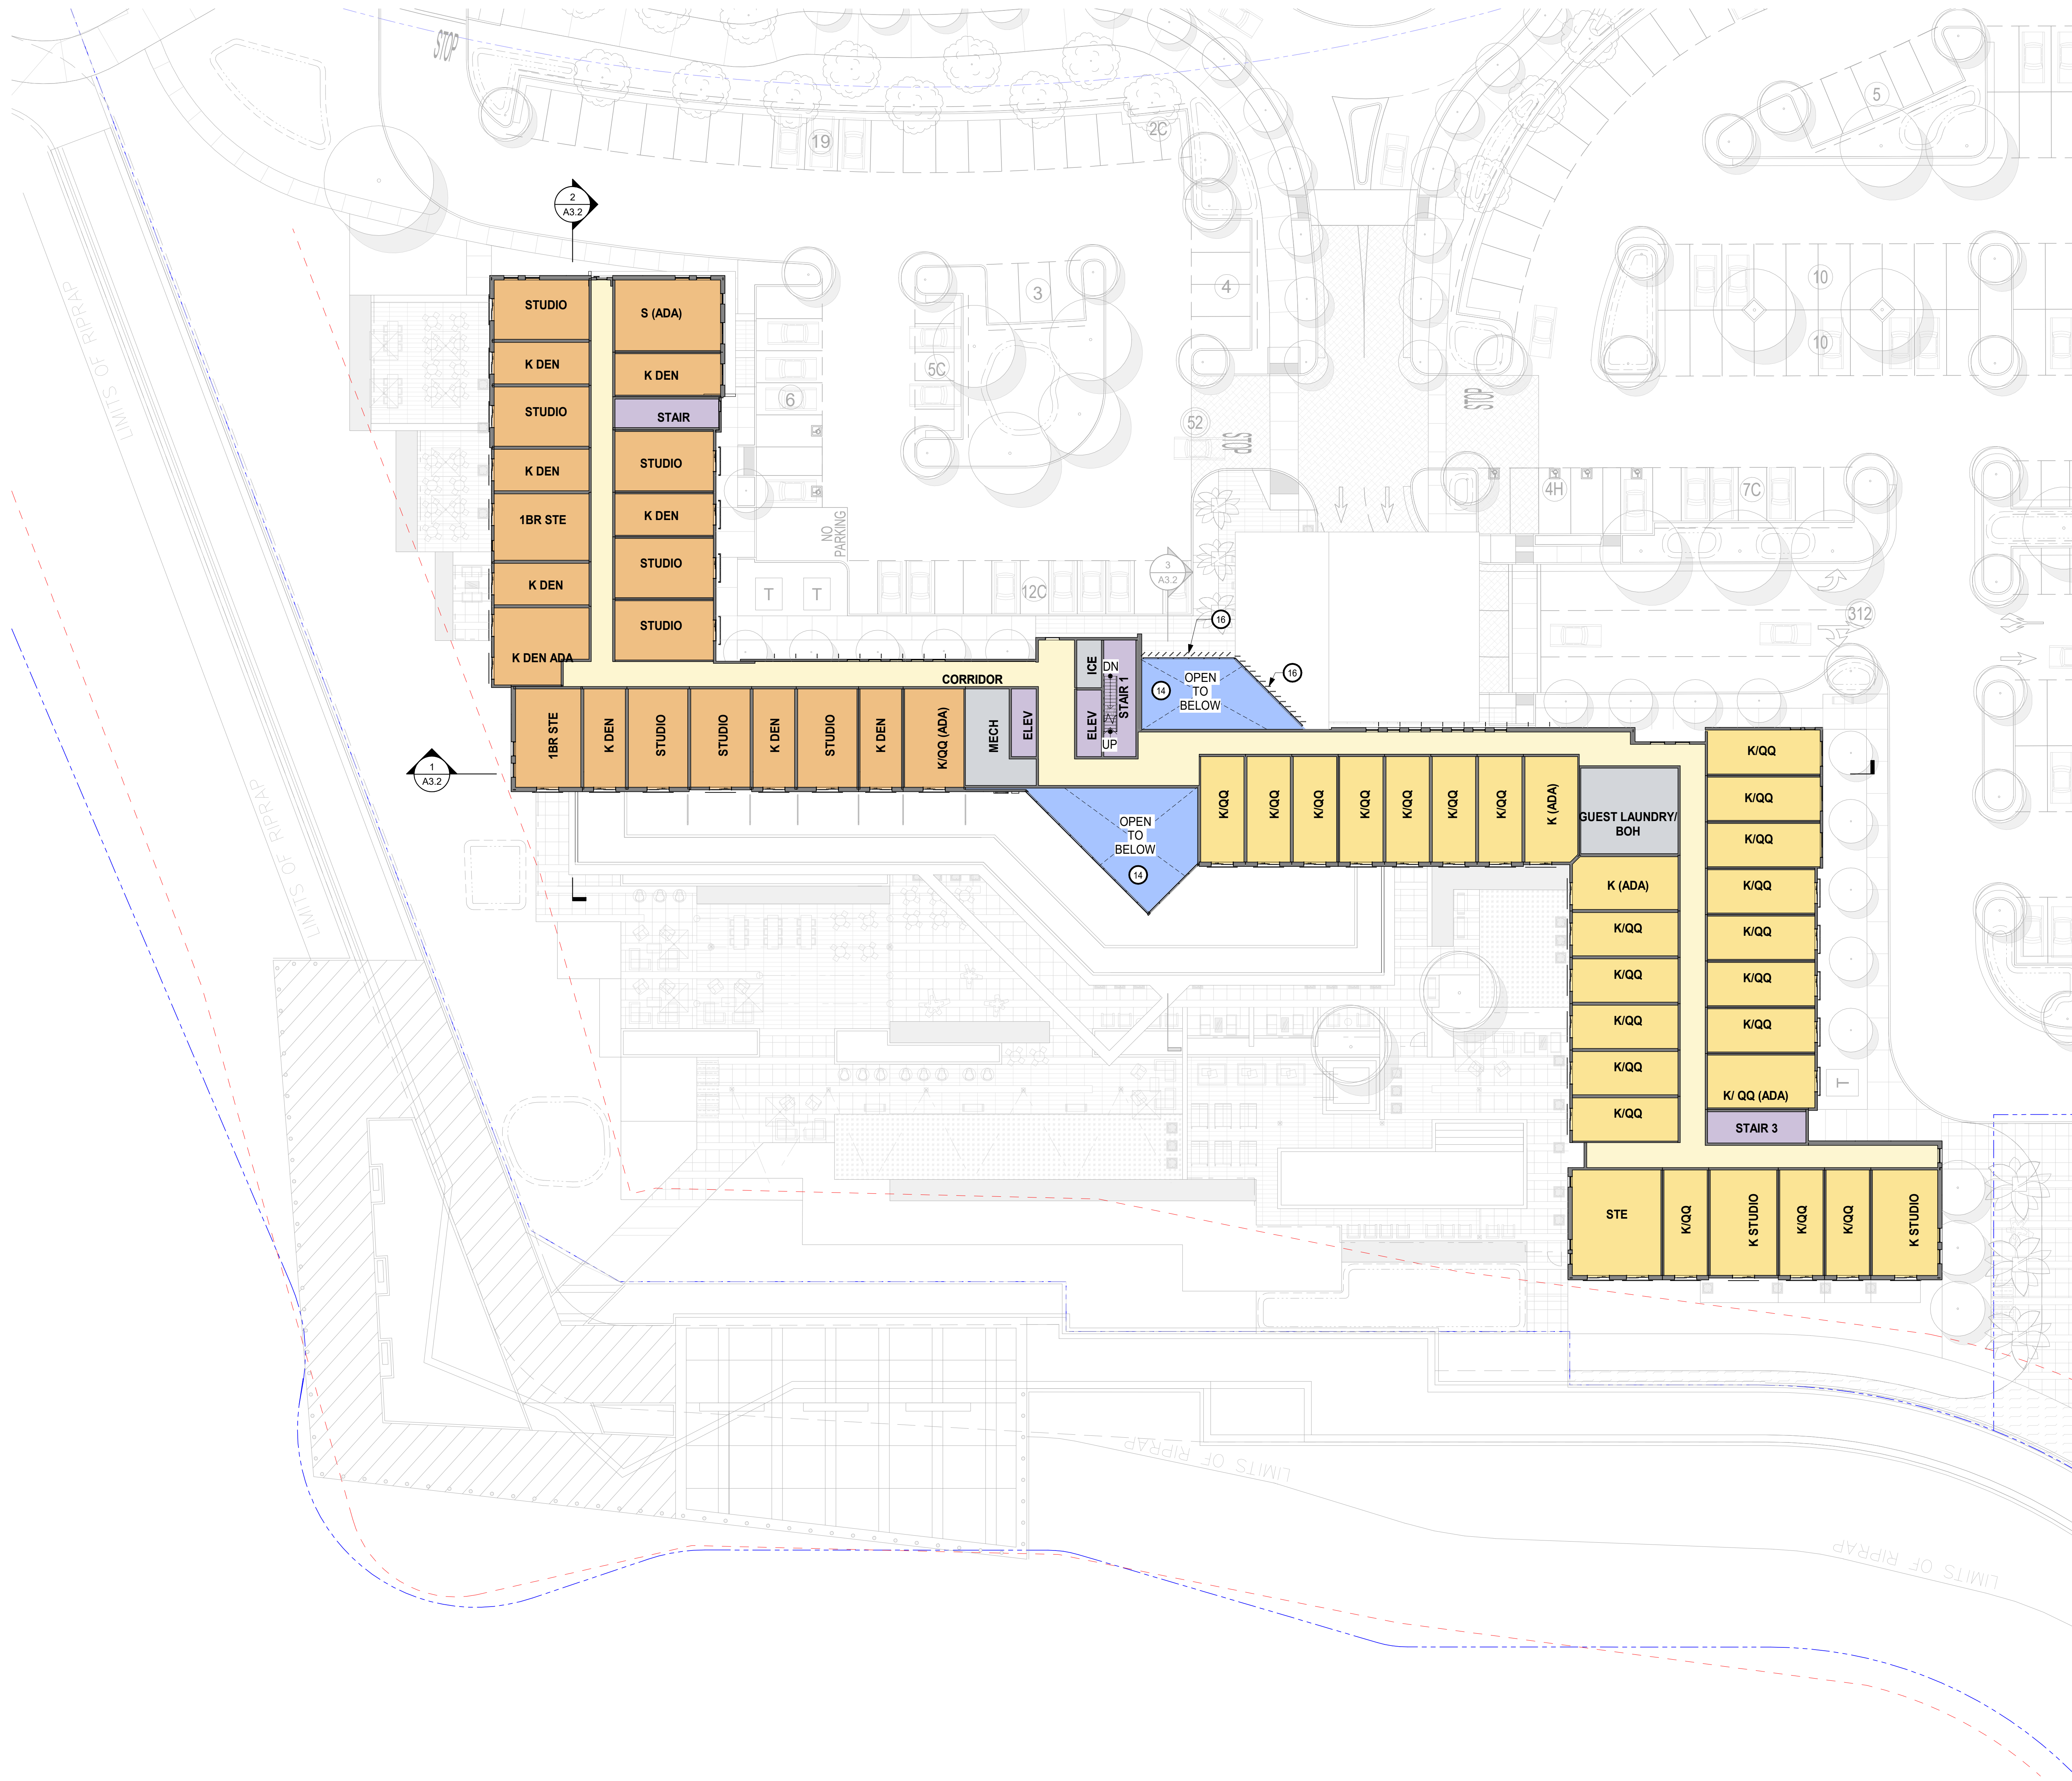 STOP
19
2C
5
2
A3.2
LIMITS OF RIPRAP
STUDIO
S (ADA)
3
4
10
K DEN
K DEN
5C
10
6
STUDIO
STAIR
52
STOP
STOP
K DEN
STUDIO
4H
7C
1BR STE
K DEN
NO
PARKING
K DEN
STUDIO
3
A3.2
T
T
12C
312
STUDIO
16
K DEN ADA
ICE
DN
16
CORRIDOR
OPEN
TO
BELOW
14
STAIR 1
1BR STE
K DEN
STUDIO
STUDIO
K DEN
STUDIO
K DEN
K/QQ (ADA)
MECH
ELEV
ELEV
UP
1
A3.2
LIMITS OF RIPRAP
K/QQ
K/QQ
K/QQ
K/QQ
K/QQ
K/QQ
K/QQ
K (ADA)
K/QQ
K/QQ
GUEST LAUNDRY/
BOH
OPEN
TO
BELOW
14
K/QQ
K (ADA)
K/QQ
K/QQ
K/QQ
K/QQ
K/QQ
K/QQ
K/QQ
K/QQ
K/ QQ (ADA)
K/QQ
STAIR 3
T
STE
K/QQ
K STUDIO
K/QQ
K/QQ
K STUDIO
LIMITS OF RIPRAP
LIMITS OF RIPRAP